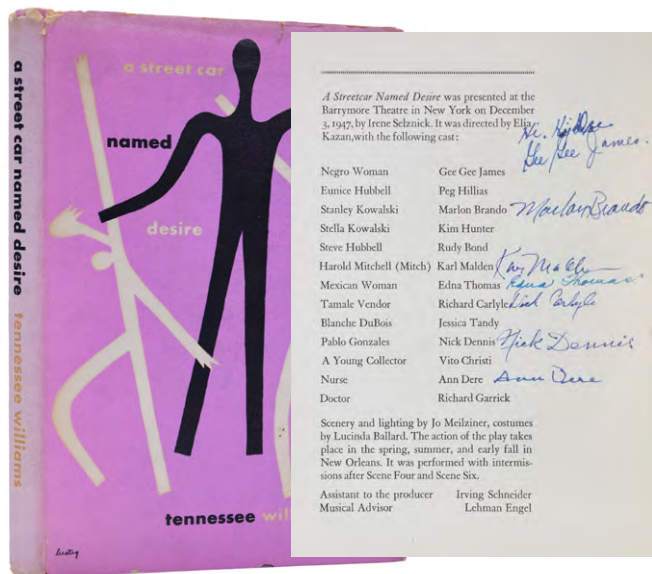 a street car named desire tennessee williams
a street car
named
desire
tennessee wil
lustig
A Streetcar Named Desire was presented at the
Barrymore Theatre in New York on December
3, 1947, by Irene Selznick. It was directed by Elia
Kazan,with the following cast:
Gee Gee James.
Negro Woman Gee Gee James
Eunice Hubbell Peg Hillias
Stanley Kowalski Marlon Brando Marlon Brando
Stella Kowalski Kim Hunter
Steve Hubbell Rudy Bond
Harold Mitchell (Mitch) Karl Malden Karl Malden
Mexican Woman Edna Thomas Edna Thomas
Tamale Vendor Richard Carlyle Dick Carlyle
Blanche DuBois Jessica Tandy
Pablo Gonzales Nick Dennis Nick Dennis
A Young Collector Vito Christi
Nurse Ann Dere Ann Dere
Doctor Richard Garrick
Scenery and lighting by Jo Meilziner, costumes
by Lucinda Ballard. The action of the play takes
place in the spring, summer, and early fall in
New Orleans. It was performed with intermis-
sions after Scene Four and Scene Six.
Assistant to the producer Irving Schneider
Musical Advisor Lehman Engel